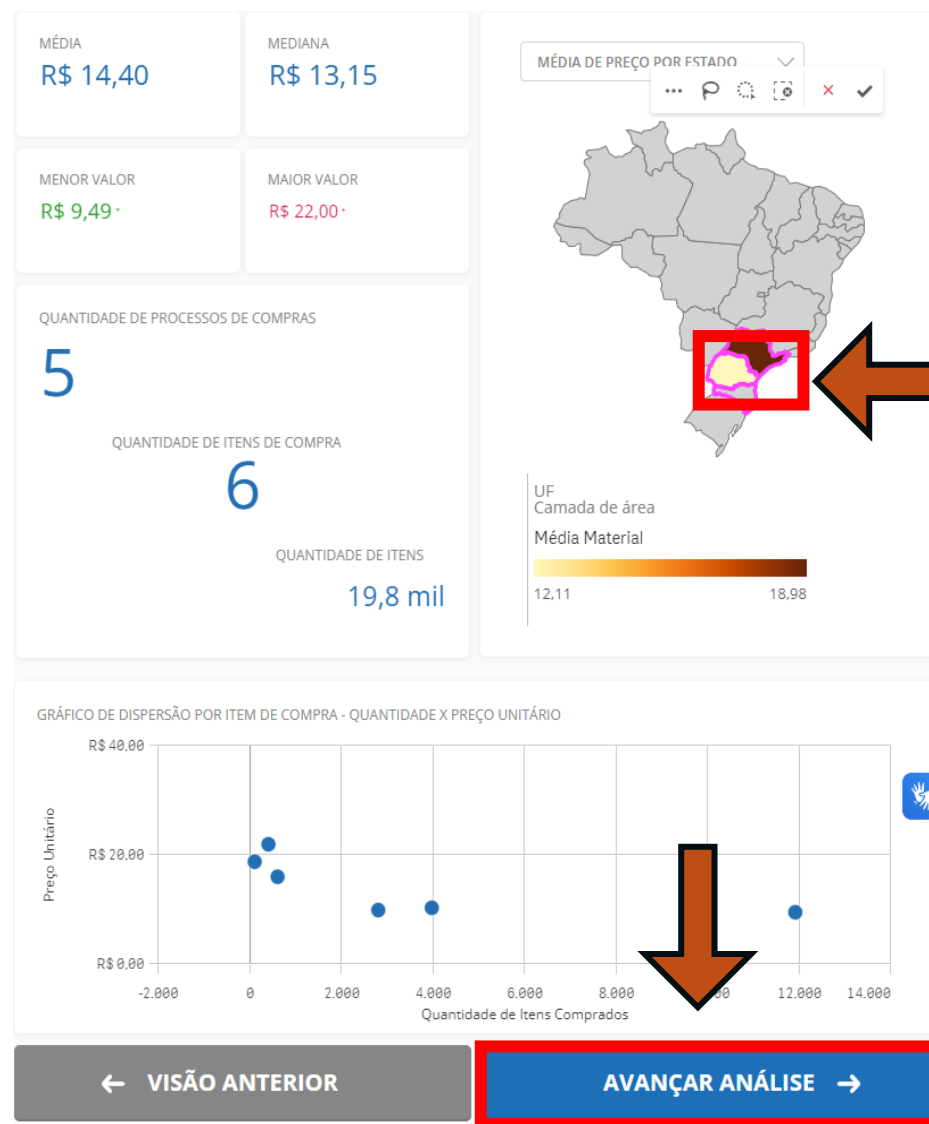 MÉDIA
R$ 14,40
MEDIANA
R$ 13,15
MENOR VALOR
R$ 9,49
MAIOR VALOR
R$ 22,00
QUANTIDADE DE PROCESSOS DE COMPRAS
5
QUANTIDADE DE ITENS DE COMPRA
6
QUANTIDADE DE ITENS
19,8 mil
MÉDIA DE PREÇO POR ESTADO
UF
Camada de área
Média Material
12,11 18,98
GRÁFICO DE DISPERSÃO POR ITEM DE COMPRA - QUANTIDADE X PREÇO UNITÁRIO
Preço Unitário
R$ 40,00
R$ 20,00
R$ 0,00
-2.000 0 2.000 4.000 6.000 8.000 12.000 14.000
Quantidade de Itens Comprados
← VISÃO ANTERIOR
AVANÇAR ANÁLISE →